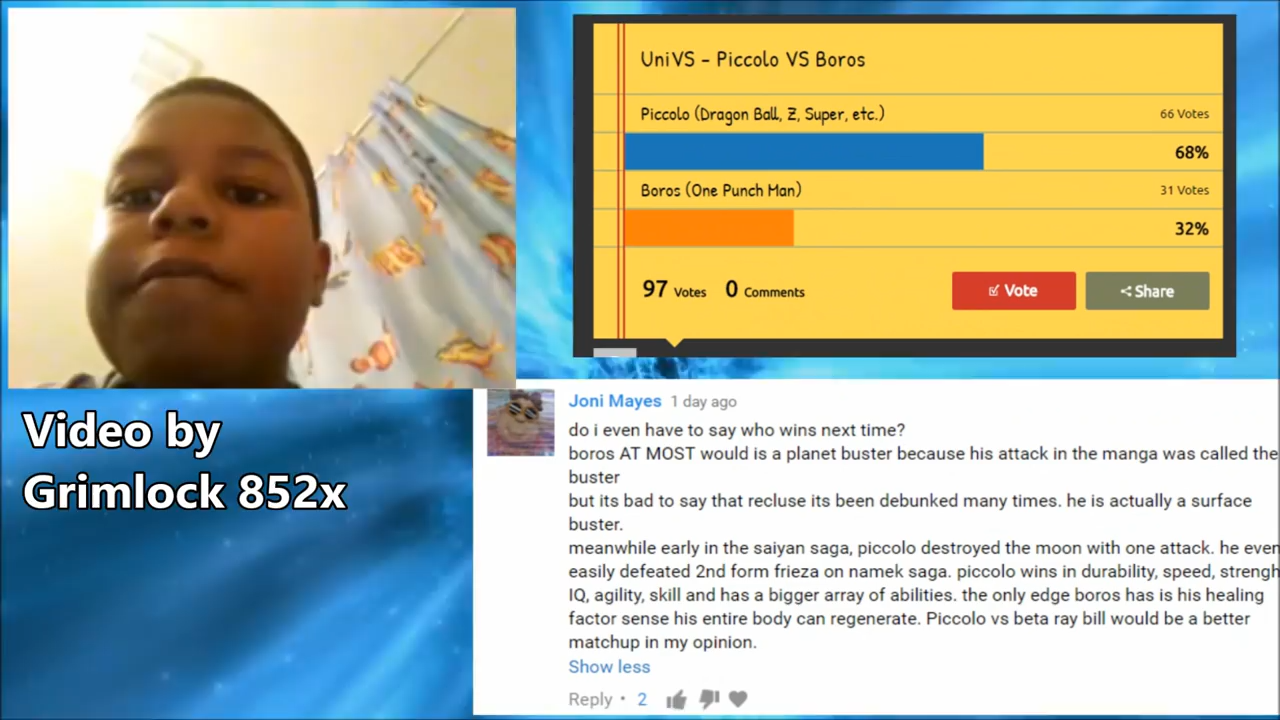 UniVS - Piccolo VS Boros
Piccolo (Dragon Ball, Z, Super, etc.) 66 Votes
68%
Boros (One Punch Man) 31 Votes
32%
97 Votes 0 Comments
Vote
Share
Video by
Grimlock 852x
Joni Mayes 1 day ago
do i even have to say who wins next time?
boros AT MOST would is a planet buster because his attack in the manga was called the
buster
but its bad to say that recluse its been debunked many times. he is actually a surface
buster.
meanwhile early in the saiyan saga, piccolo destroyed the moon with one attack. he even
easily defeated 2nd form frieza on namek saga. piccolo wins in durability, speed, strengh
IQ, agility, skill and has a bigger array of abilities. the only edge boros has is his healing
factor sense his entire body can regenerate. Piccolo vs beta ray bill would be a better
matchup in my opinion.
Show less
Reply • 2